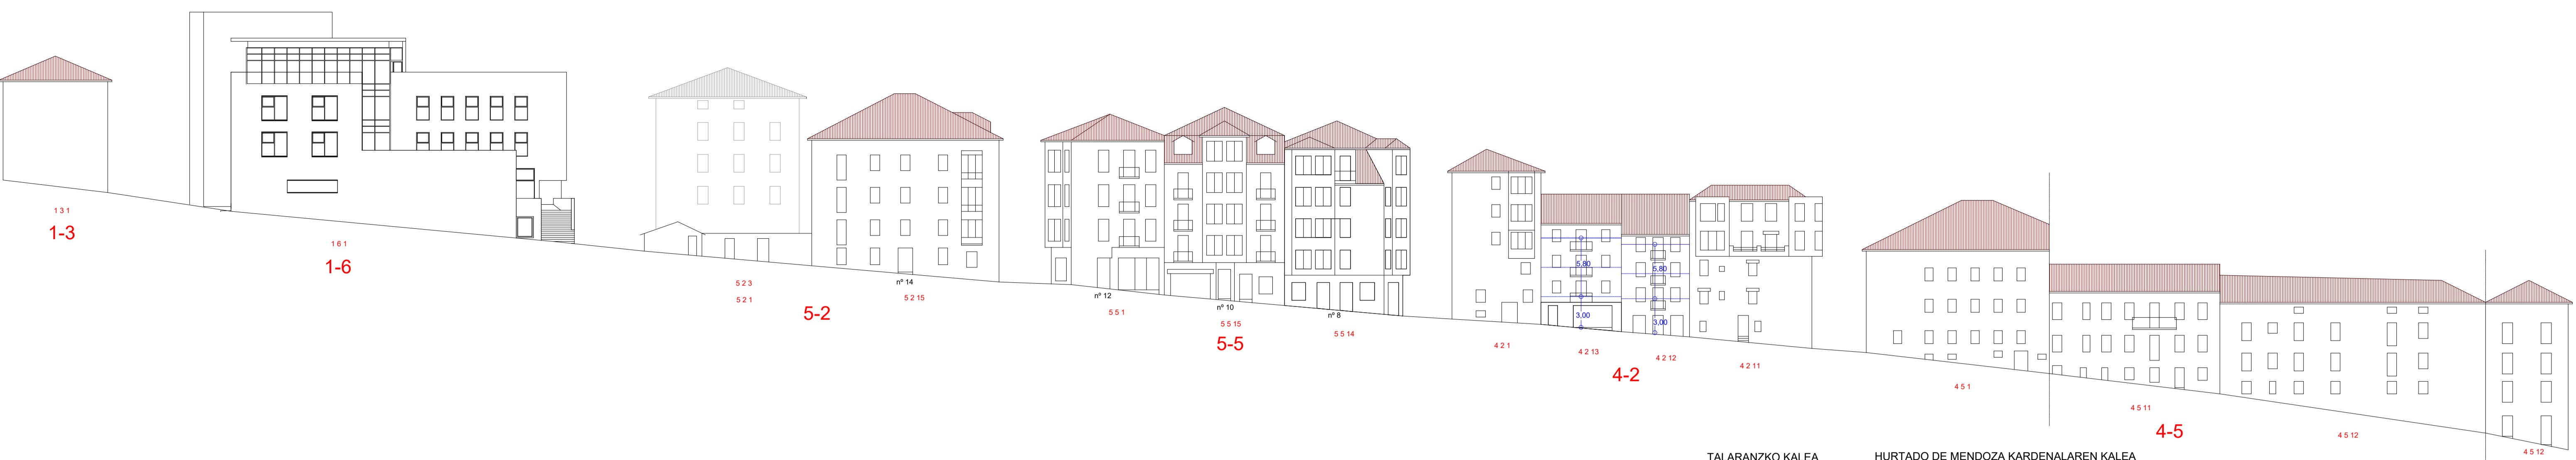 1 3 1
1-3
1 6 1
1-6
5 2 3
5 2 1
5-2
nº 14
5 2 15
nº 12
5 5 1
nº 10
5 5 15
5-5
nº 8
5 5 14
4 2 1
5,80
3,00
4 2 13
4-2
5,80
3,00
4 2 12
4 2 11
4 5 1
4 5 11
4-5
4 5 12
4 5 12
TALARANZKO KALEA
HURTADO DE MENDOZA KARDENALAREN KALEA